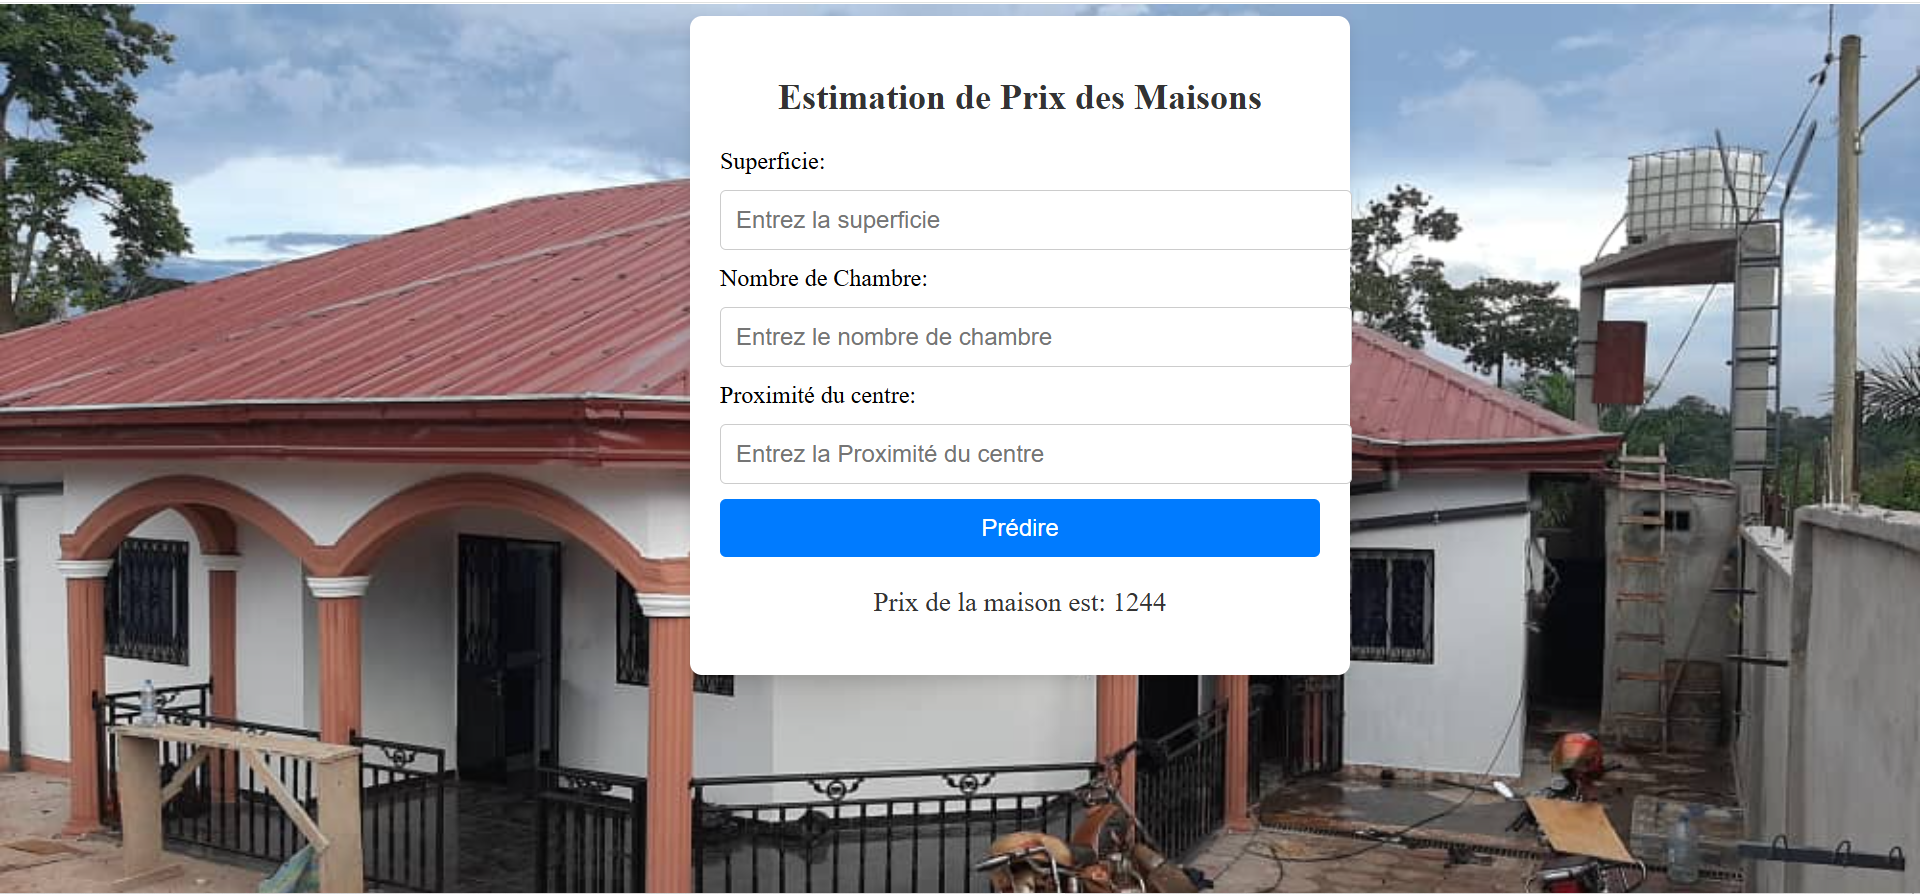 Estimation de Prix des Maisons
Superficie:
Entrez la superficie
Nombre de Chambre:
Entrez le nombre de chambre
Proximité du centre:
Entrez la Proximité du centre
Prédire
Prix de la maison est: 1244